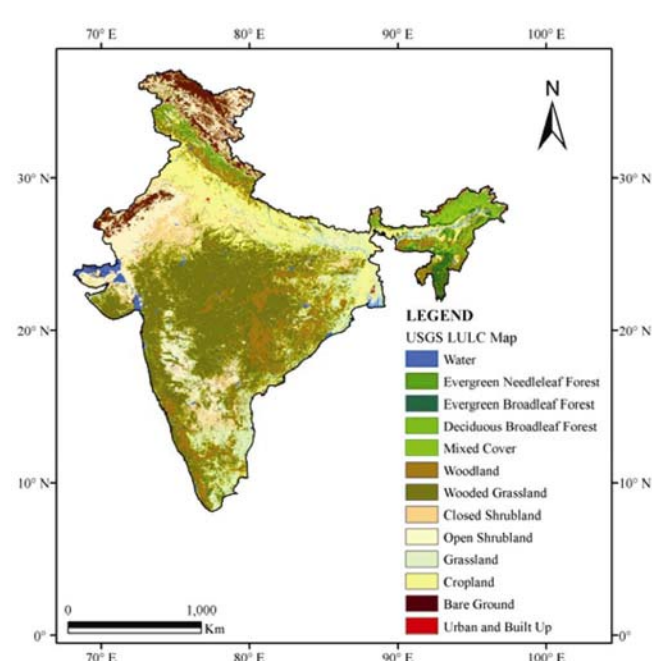 70° E 80° E 90° E 100° E
N
30° N 30° N
20° N 20° N
LEGEND
USGS LULC Map
Water
Evergreen Needleleaf Forest
Evergreen Broadleaf Forest
Deciduous Broadleaf Forest
Mixed Cover
Woodland
10° N 10° N
Wooded Grassland
Closed Shrubland
Open Shrubland
Grassland
Cropland
Bare Ground
Urban and Built Up
0 1,000
Km
0° 0°
70° E 80° E 90° E 100° E